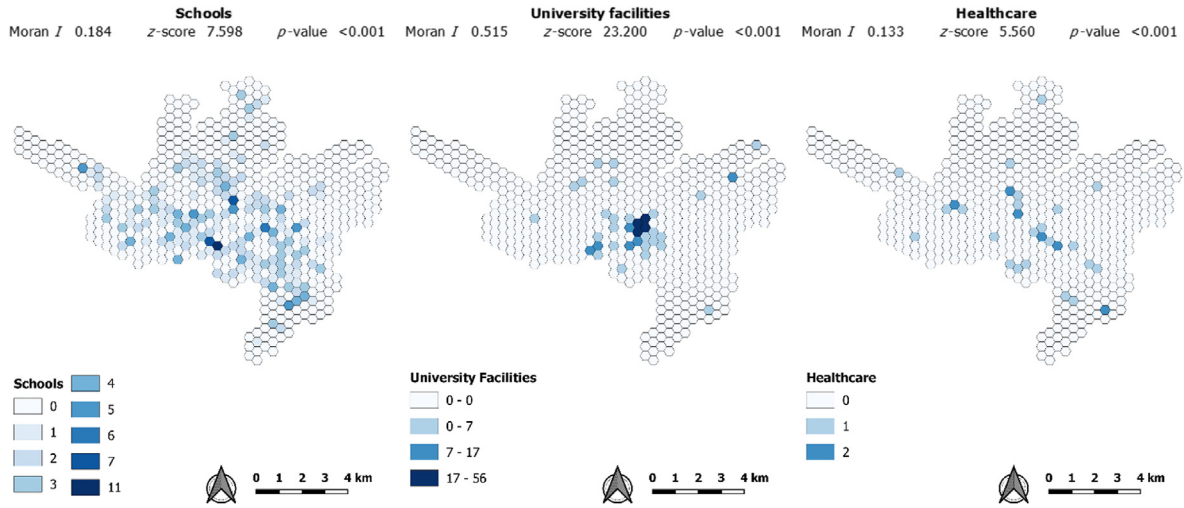 Schools
Moran I 0.184 z-score 7.598 p-value <0.001
University facilities
Moran I 0.515 z-score 23.200 p-value <0.001
Healthcare
Moran I 0.133 z-score 5.560 p-value <0.001
Schools
0
1
2
3
4
5
6
7
11
0 1 2 3 4 km
University Facilities
0 - 0
0 - 7
7 - 17
17 - 56
0 1 2 3 4 km
Healthcare
0
1
2
0 1 2 3 4 km